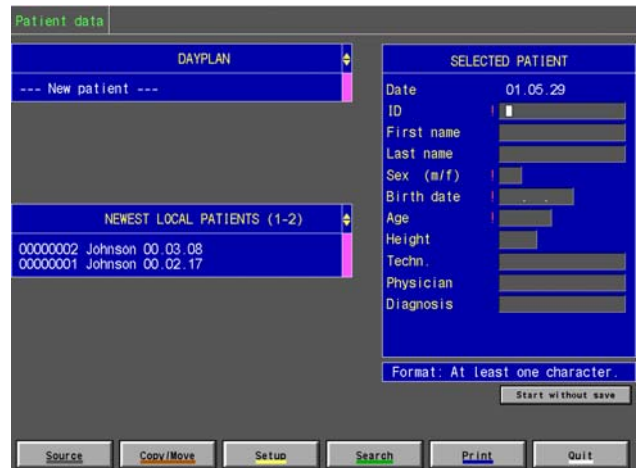 Patient data
DAYPLAN
--- New patient ---
NEWEST LOCAL PATIENTS (1-2)
00000002 Johnson 00.03.08
00000001 Johnson 00.02.17
SELECTED PATIENT
Date 01.05.29
ID !
First name
Last name
Sex (m/f) !
Birth date ! . .
Age !
Height
Techn.
Physician
Diagnosis
Format: At least one character.
Start without save
Source Copy/Move Setup Search Print Quit